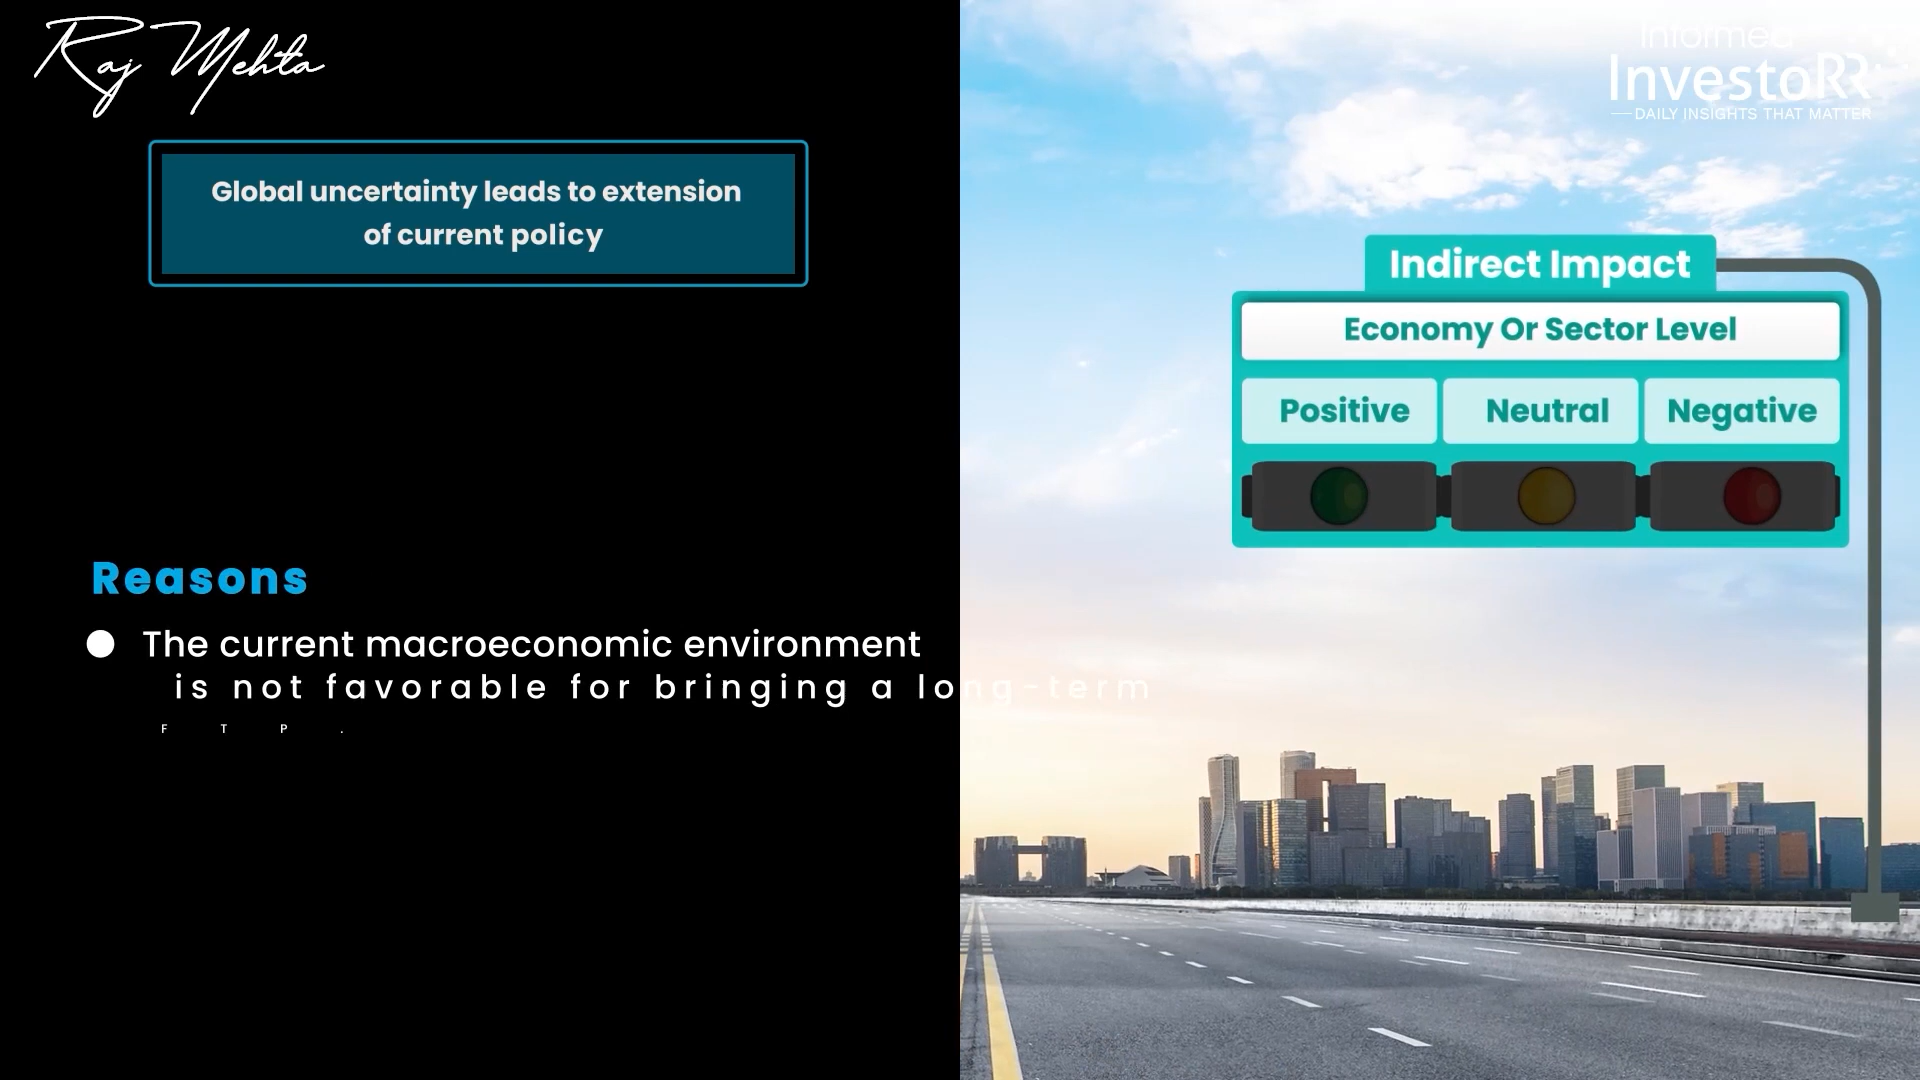 Raj Mehta
Global uncertainty leads to extension
of current policy
Reasons
The current macroeconomic environment
is not favorable for bringing a long-term
FTP.
Informed
InvestoRR
DAILY INSIGHTS THAT MATTER
Indirect Impact
Economy Or Sector Level
Positive Neutral Negative